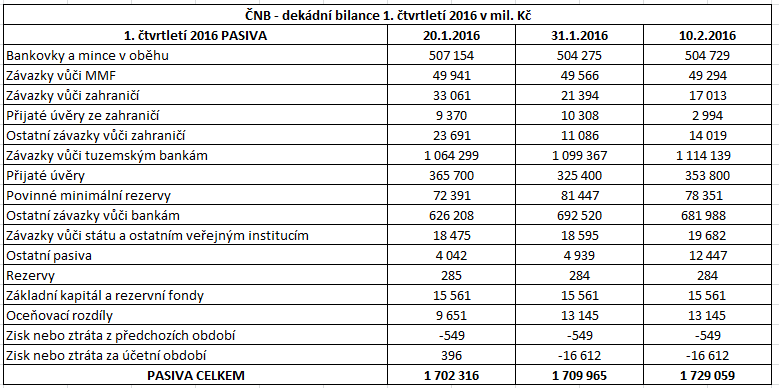 ČNB - dekádní bilance 1. čtvrtletí 2016 v mil. Kč
1. čtvrtletí 2016 PASIVA 20.1.2016 31.1.2016 10.2.2016
Bankovky a mince v oběhu 507 154 504 275 504 729
Závazky vůči MMF 49 941 49 566 49 294
Závazky vůči zahraničí 33 061 21 394 17 013
Přijaté úvěry ze zahraničí 9 370 10 308 2 994
Ostatní závazky vůči zahraničí 23 691 11 086 14 019
Závazky vůči tuzemským bankám 1 064 299 1 099 367 1 114 139
Přijaté úvěry 365 700 325 400 353 800
Povinné minimální rezervy 72 391 81 447 78 351
Ostatní závazky vůči bankám 626 208 692 520 681 988
Závazky vůči státu a ostatním veřejným institucím 18 475 18 595 19 682
Ostatní pasiva 4 042 4 939 12 447
Rezervy 285 284 284
Základní kapitál a rezervní fondy 15 561 15 561 15 561
Oceňovací rozdíly 9 651 13 145 13 145
Zisk nebo ztráta z předchozích období -549 -549 -549
Zisk nebo ztráta za účetní období 396 -16 612 -16 612
PASIVA CELKEM 1 702 316 1 709 965 1 729 059